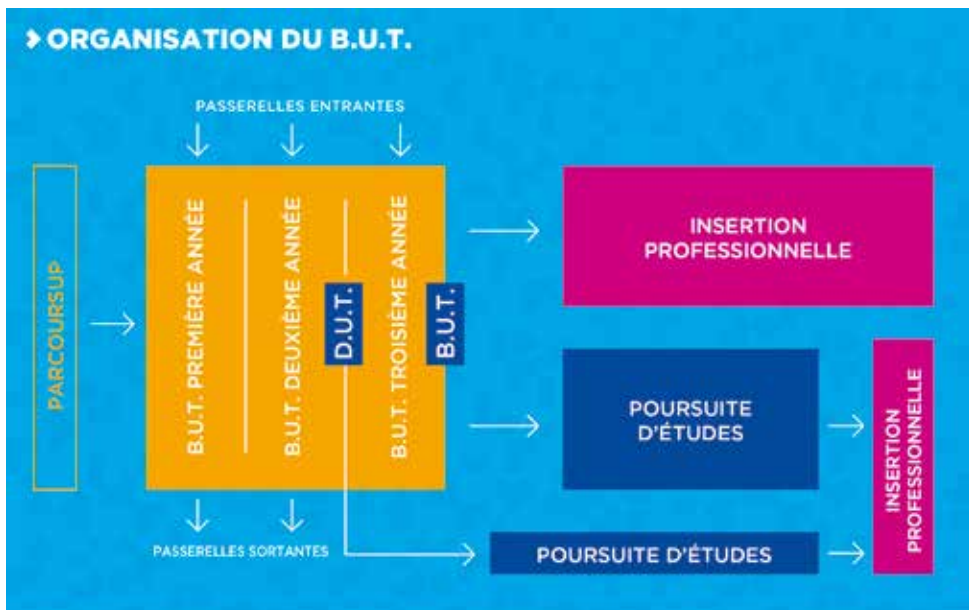 > ORGANISATION DU B.U.T.
PASSERELLES ENTRANTES
PARCOURSUP
B.U.T. PREMIÈRE ANNÉE
B.U.T. DEUXIÈME ANNÉE
D.U.T.
B.U.T. TROISIÈME ANNÉE
B.U.T.
INSERTION
PROFESSIONNELLE
POURSUITE
D'ÉTUDES
INSERTION
PROFESSIONNELLE
PASSERELLES SORTANTES
POURSUITE D'ÉTUDES